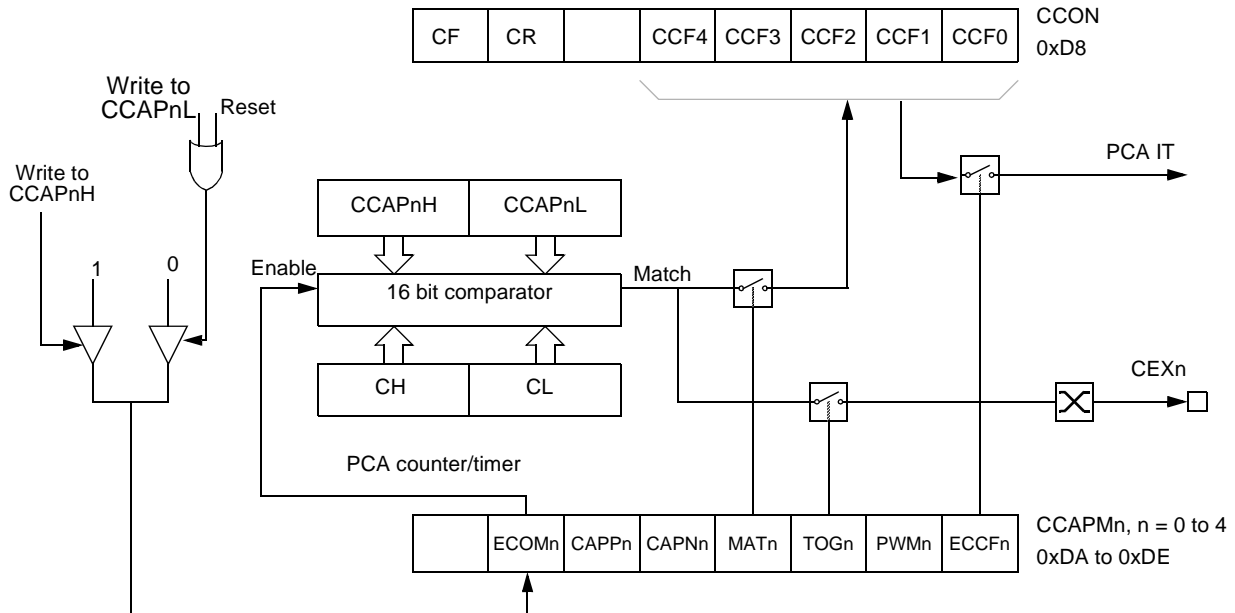 CF CR CCF4 CCF3 CCF2 CCF1 CCF0
CCON
0xD8
Write to
CCAPnL Reset
Write to
CCAPnH
PCA IT
CCAPnH CCAPnL
1 0
Enable
16 bit comparator
Match
CH CL
CEXn
PCA counter/timer
ECOMn CAPPn CAPNn MATn TOGn PWMn ECCFn
CCAPMn, n = 0 to 4
0xDA to 0xDE